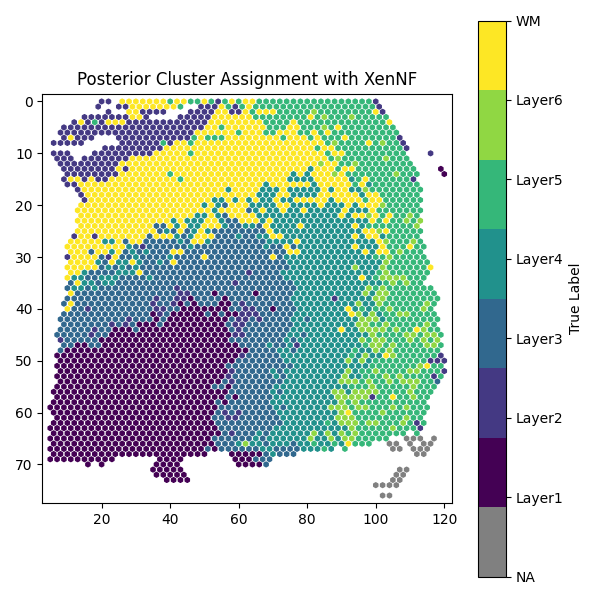 Posterior Cluster Assignment with XenNF
0
10
20
30
40
50
60
70
20
40
60
80
100
120
WM
Layer6
Layer5
Layer4
Layer3
Layer2
Layer1
NA
True Label